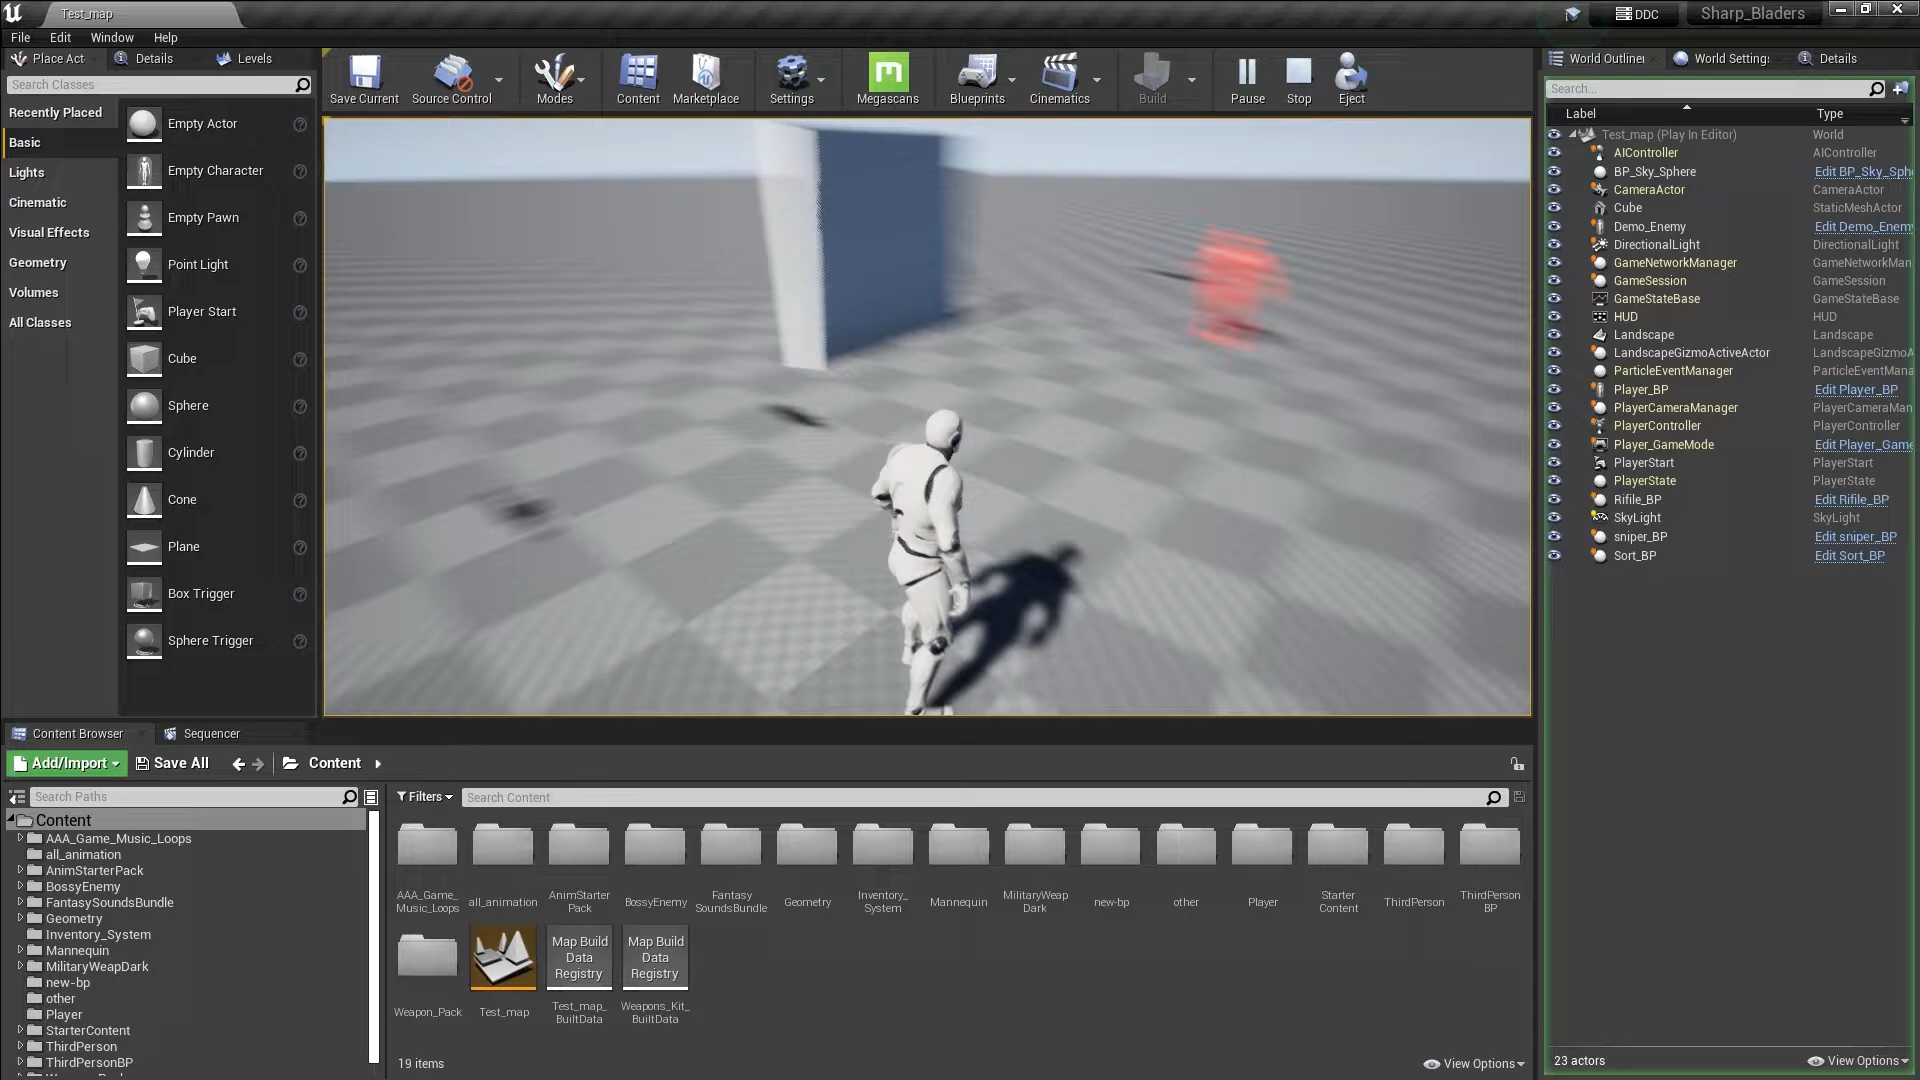 Test_map
DDC
Sharp_Bladers
File Edit Window Help
Place Act
Details
Levels
Search Classes
Recently Placed
Basic
Lights
Cinematic
Visual Effects
Geometry
Volumes
All Classes
Empty Actor
Empty Character
Empty Pawn
Point Light
Player Start
Cube
Sphere
Cylinder
Cone
Plane
Box Trigger
Sphere Trigger
Save Current
Source Control
Modes
Content
Marketplace
Settings
Megascans
Blueprints
Cinematics
Build
Pause
Stop
Eject
World Outliner
World Settings
Details
Search...
Label Type
Test_map (Play In Editor) World
AIController AIController
BP_Sky_Sphere Edit BP_Sky_Sph
CameraActor CameraActor
Cube StaticMeshActor
Demo_Enemy Edit Demo_Enem
DirectionalLight DirectionalLight
GameNetworkManager GameNetworkMan
GameSession GameSession
GameStateBase GameStateBase
HUD HUD
Landscape Landscape
LandscapeGizmoActiveActor LandscapeGizmoA
ParticleEventManager ParticleEventMana
Player_BP Edit Player_BP
PlayerCameraManager PlayerCameraMan
PlayerController PlayerController
Player_GameMode Edit Player_Game
PlayerStart PlayerStart
PlayerState PlayerState
Rifile_BP Edit Rifile_BP
SkyLight SkyLight
sniper_BP Edit sniper_BP
Sort_BP Edit Sort_BP
23 actors
View Options
Content Browser
Sequencer
Add/Import
Save All
Content
Search Paths
Content
AAA_Game_Music_Loops
all_animation
AnimStarterPack
BossyEnemy
FantasySoundsBundle
Geometry
Inventory_System
Mannequin
MilitaryWeapDark
new-bp
other
Player
StarterContent
ThirdPerson
ThirdPersonBP
Filters
Search Content
AAA_Game_
Music_Loops
all_animation
AnimStarter
Pack
BossyEnemy
Fantasy
SoundsBundle
Geometry
Inventory_
System
Mannequin
MilitaryWeap
Dark
new-bp
other
Player
Starter
Content
ThirdPerson
ThirdPerson
BP
Weapon_Pack
Test_map
Map Build
Data
Registry
Test_map_
BuiltData
Map Build
Data
Registry
Weapons_Kit_
BuiltData
19 items
View Options